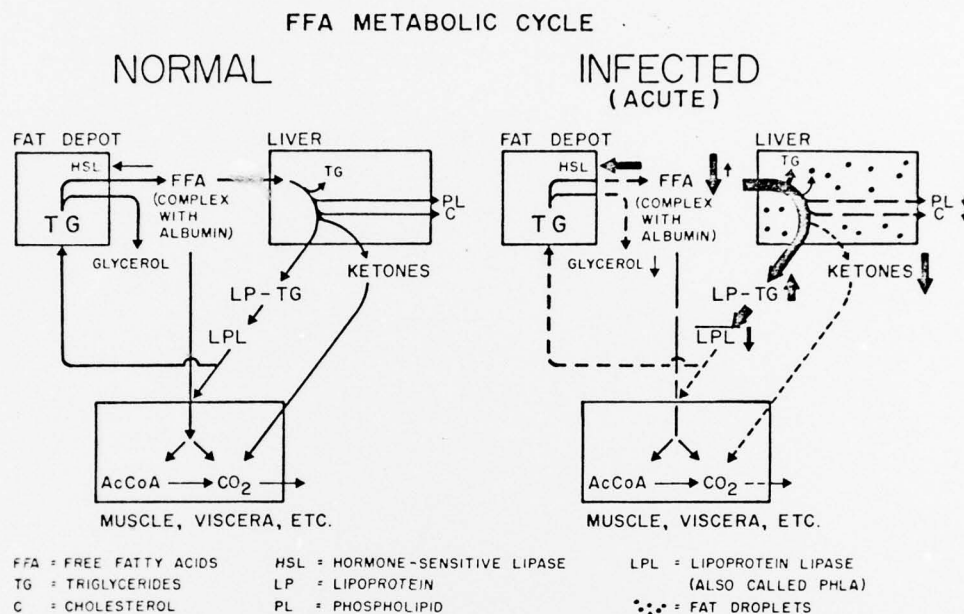 FFA METABOLIC CYCLE
NORMAL
FAT DEPOT
LIVER
HSL
TG
FFA
(COMPLEX
WITH
ALBUMIN)
TG
PL
C
GLYCEROL
KETONES
LP-TG
LPL
AcCoA
CO2
MUSCLE, VISCERA, ETC.
INFECTED
(ACUTE)
FAT DEPOT
LIVER
HSL
TG
FFA
(COMPLEX
WITH
ALBUMIN)
TG
PL
C
GLYCEROL
KETONES
LP-TG
LPL
AcCoA
CO2
MUSCLE, VISCERA, ETC.
FFA = FREE FATTY ACIDS
TG = TRIGLYCERIDES
C = CHOLESTEROL
HSL = HORMONE-SENSITIVE LIPASE
LP = LIPOPROTEIN
PL = PHOSPHOLIPID
LPL = LIPOPROTEIN LIPASE
(ALSO CALLED PHLA)
= FAT DROPLETS